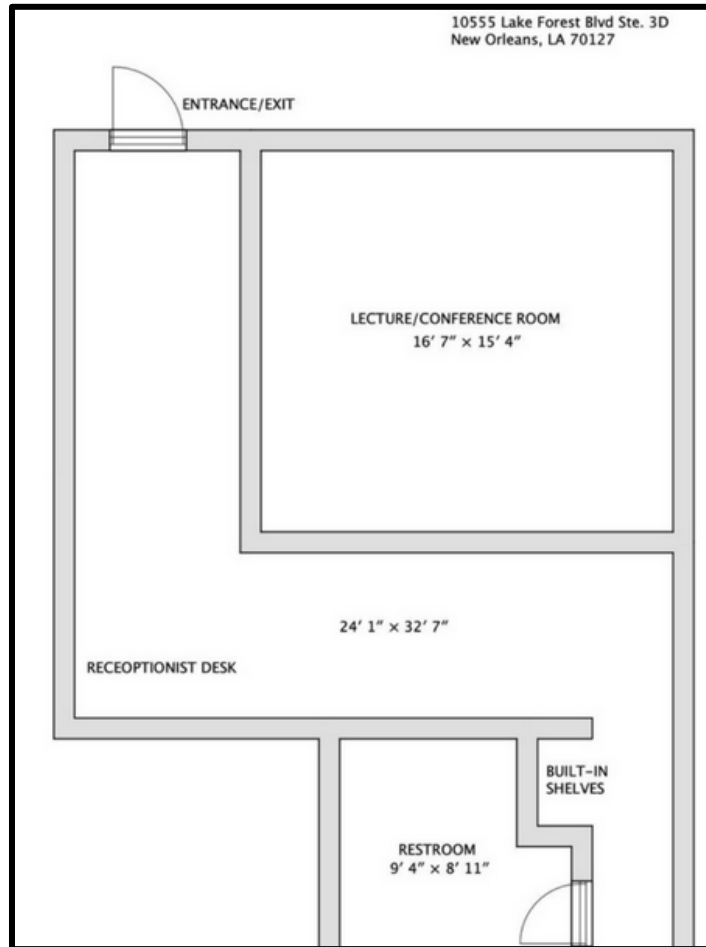 10555 Lake Forest Blvd Ste. 3D
New Orleans, LA 70127
ENTRANCE/EXIT
LECTURE/CONFERENCE ROOM
16′ 7″ × 15′ 4″
24′ 1″ × 32′ 7″
RECEOPTIONIST DESK
BUILT-IN
SHELVES
RESTROOM
9′ 4″ × 8′ 11″